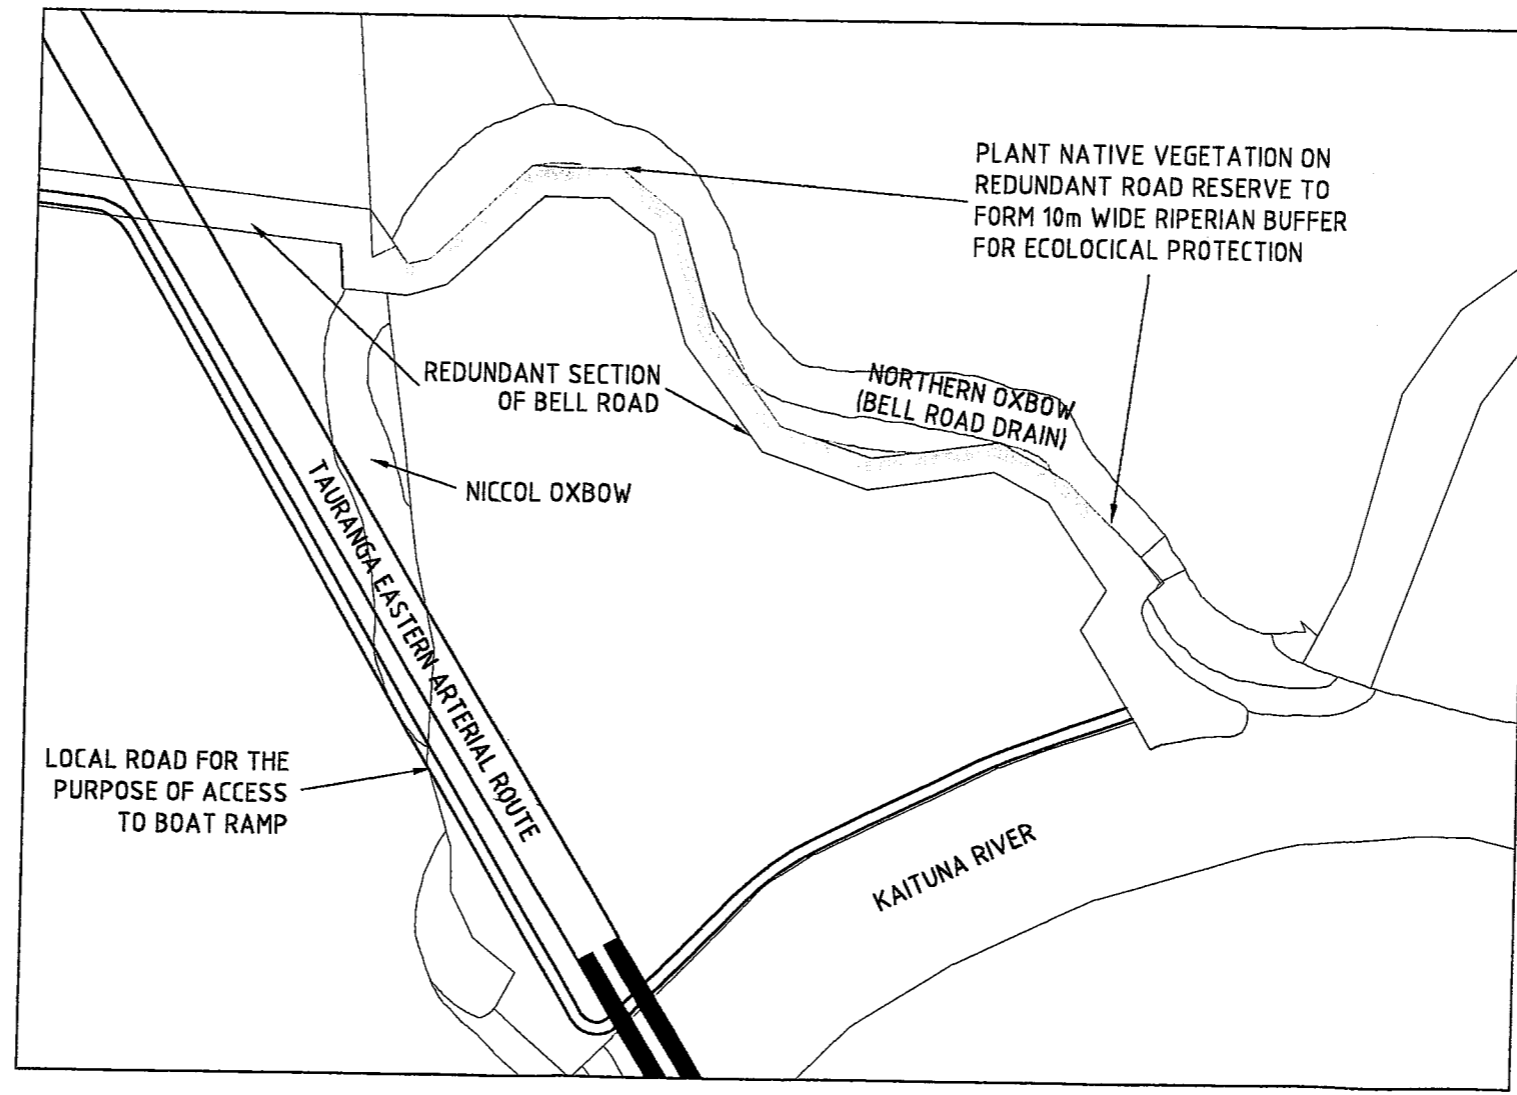 PLANT NATIVE VEGETATION ON
REDUNDANT ROAD RESERVE TO
FORM 10m WIDE RIPERIAN BUFFER
FOR ECOLOCICAL PROTECTION
REDUNDANT SECTION
OF BELL ROAD
NORTHERN OXBOW
(BELL ROAD DRAIN)
NICCOL OXBOW
TAURANGA EASTERN ARTERIAL ROUTE
LOCAL ROAD FOR THE
PURPOSE OF ACCESS
TO BOAT RAMP
KAITUNA RIVER